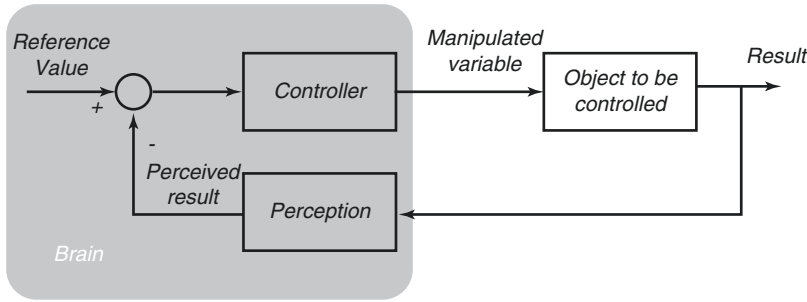 Reference
Value
+
-
Controller
Manipulated
variable
Object to be
controlled
Result
Perceived
result
Perception
Brain